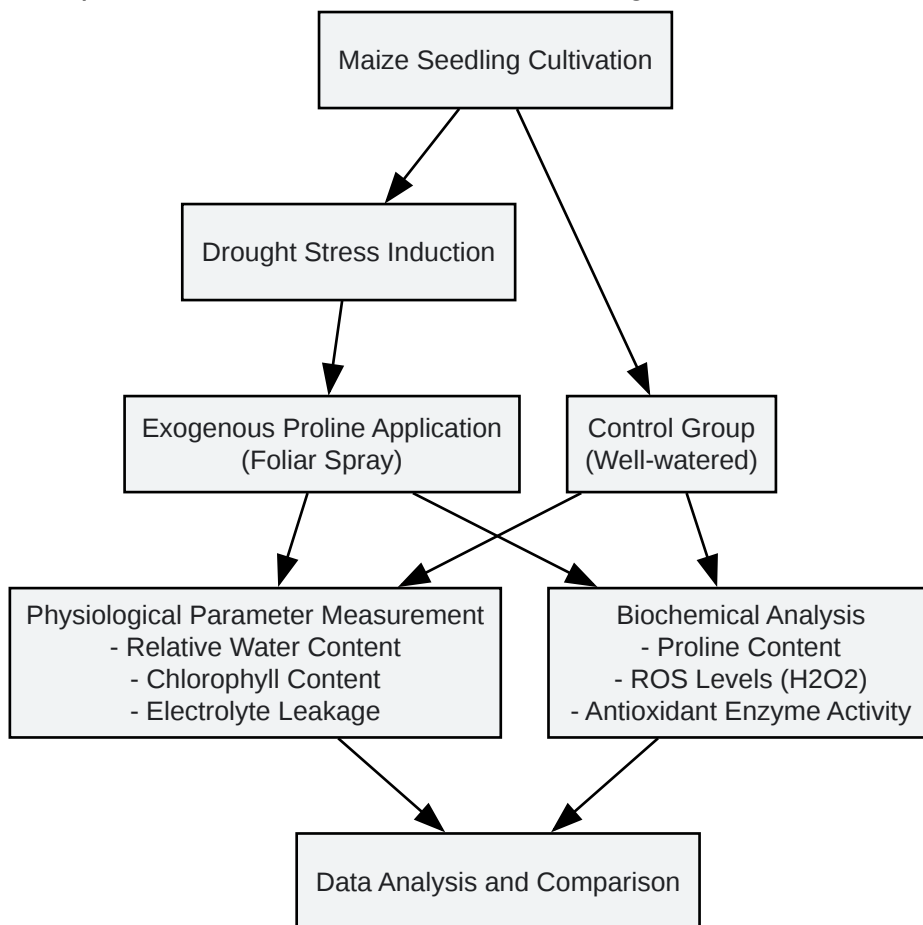 Maize Seedling Cultivation
Drought Stress Induction
Exogenous Proline Application
(Foliar Spray)
Control Group
(Well-watered)
Physiological Parameter Measurement
- Relative Water Content
- Chlorophyll Content
- Electrolyte Leakage
Biochemical Analysis
- Proline Content
- ROS Levels (H2O2)
- Antioxidant Enzyme Activity
Data Analysis and Comparison